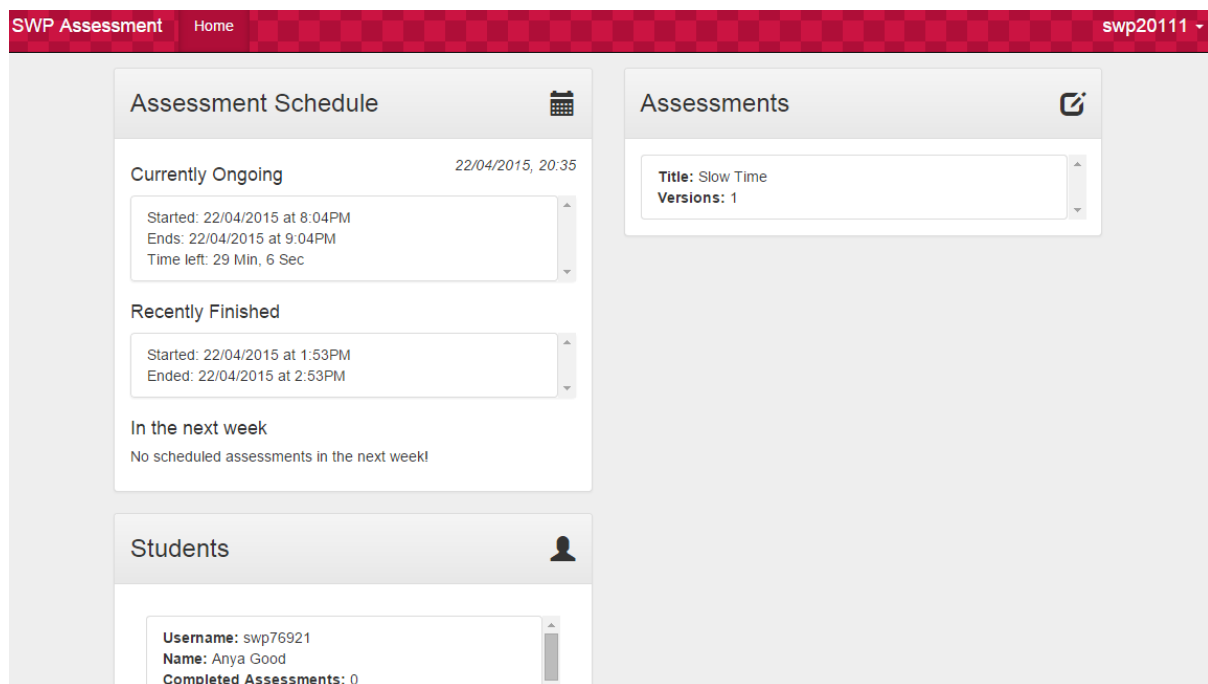 SWP Assessment Home swp20111
Assessment Schedule
Currently Ongoing 22/04/2015, 20:35
Started: 22/04/2015 at 8:04PM
Ends: 22/04/2015 at 9:04PM
Time left: 29 Min, 6 Sec
Recently Finished
Started: 22/04/2015 at 1:53PM
Ended: 22/04/2015 at 2:53PM
In the next week
No scheduled assessments in the next week!
Students
Username: swp76921
Name: Anya Good
Completed Assessments: 0
Assessments
Title: Slow Time
Versions: 1